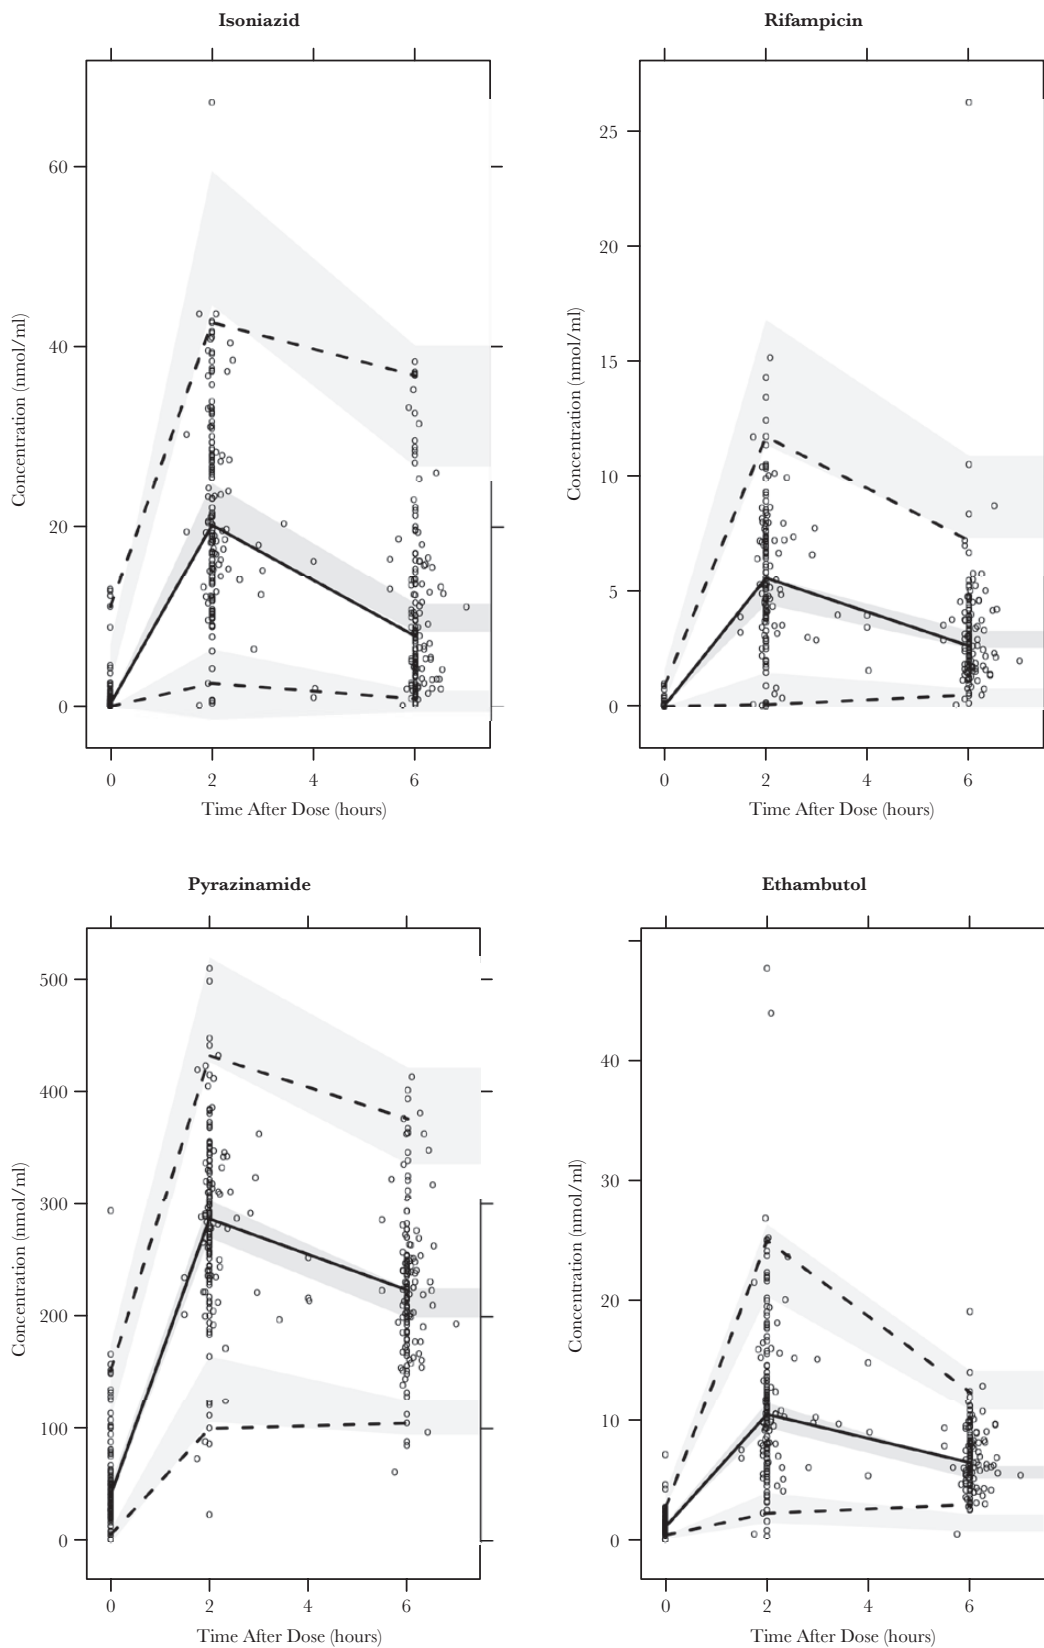 Isoniazid
60
40
20
0
Concentration (nmol/ml)
0 2 4 6
Time After Dose (hours)
Rifampicin
25
20
15
10
5
0
Concentration (nmol/ml)
0 2 4 6
Time After Dose (hours)
Pyrazinamide
500
400
300
200
100
0
Concentration (nmol/ml)
0 2 4 6
Time After Dose (hours)
Ethambutol
40
30
20
10
0
Concentration (nmol/ml)
0 2 4 6
Time After Dose (hours)